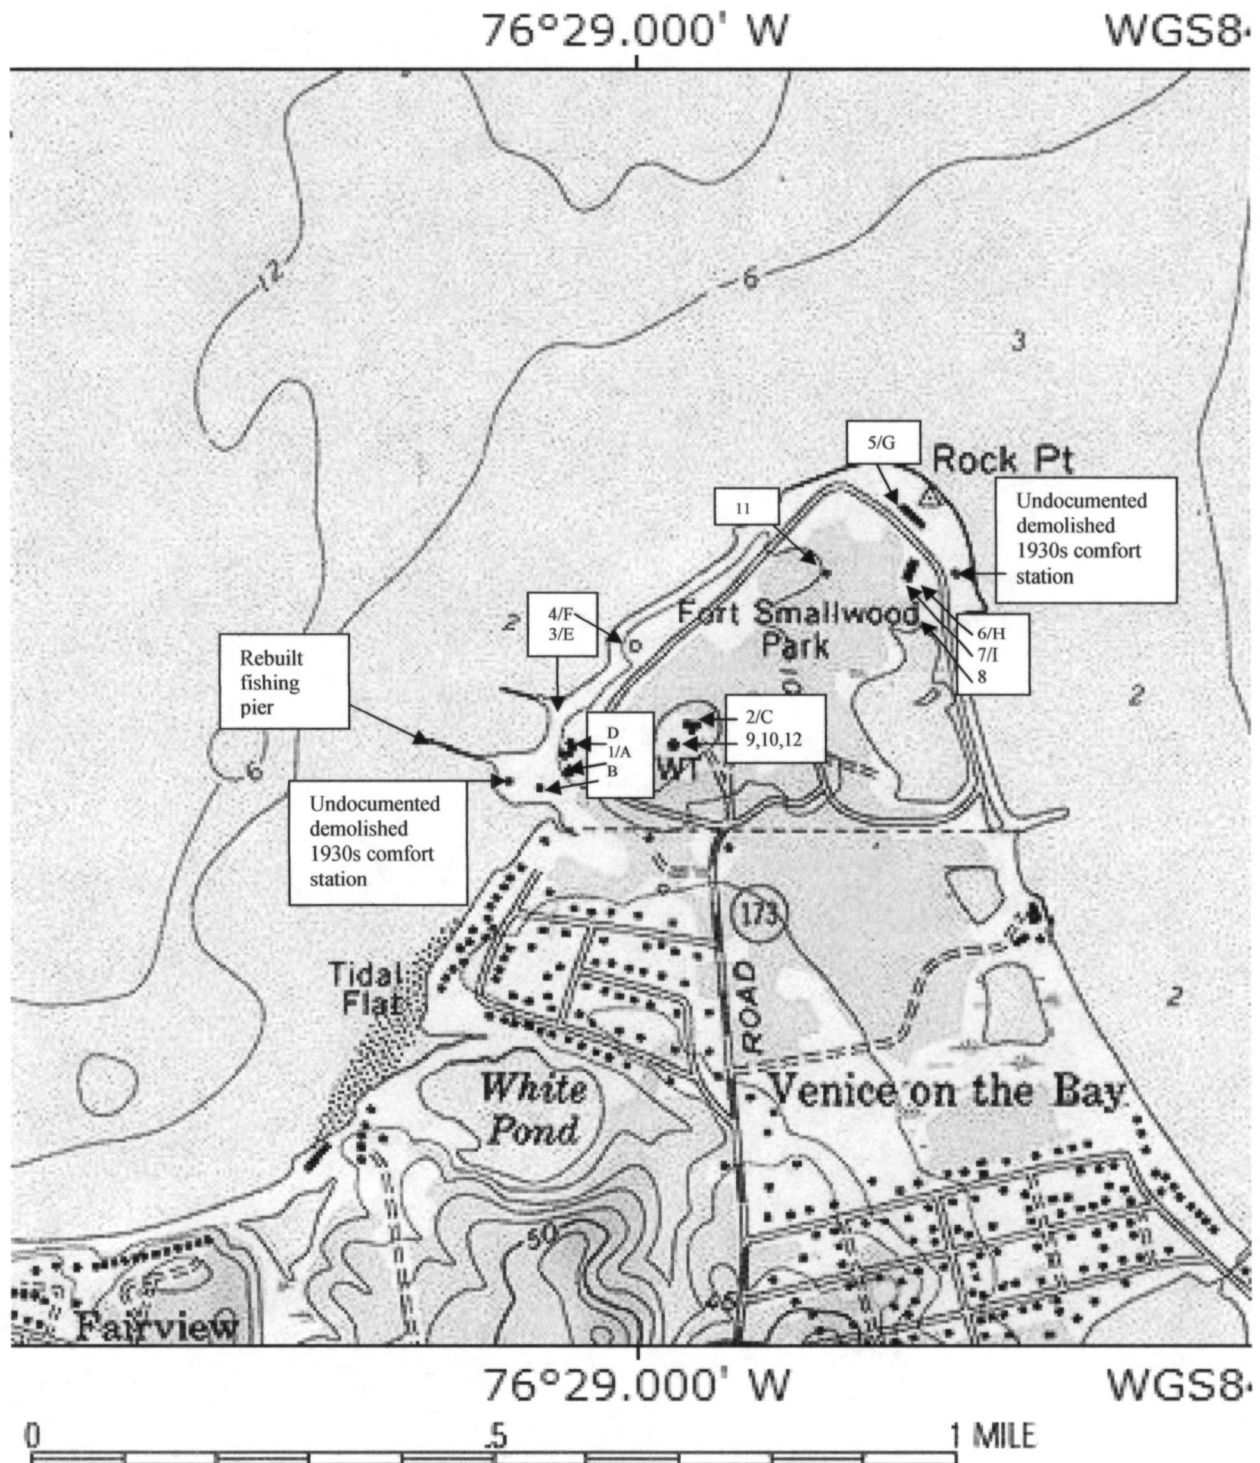 76°29.000' W
WGS8
12
6
3
5/G
Rock Pt
11
Undocumented
demolished
1930s comfort
station
4/F
3/E
2
Fort Smallwood
Park
6/H
7/I
8
Rebuilt
fishing
pier
2
10
D
1/A
B
2/C
9,10,12
WT
6
Undocumented
demolished
1930s comfort
station
173
Tidal
Flat
ROAD
2
White
Pond
Venice on the Bay
50
Fairview
76°29.000' W
WGS8
0
.5
1 MILE